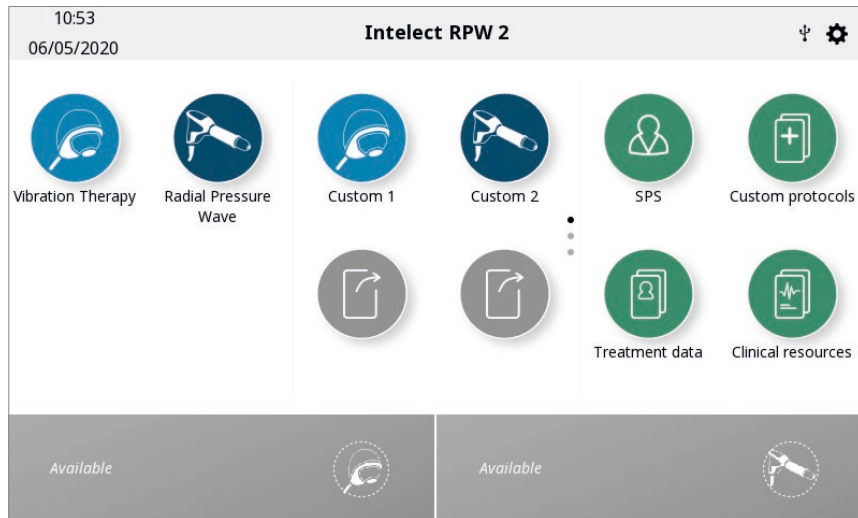 10:53
06/05/2020
Intelect RPW 2
Vibration Therapy
Radial Pressure
Wave
Custom 1
Custom 2
SPS
Custom protocols
Treatment data
Clinical resources
Available
Available